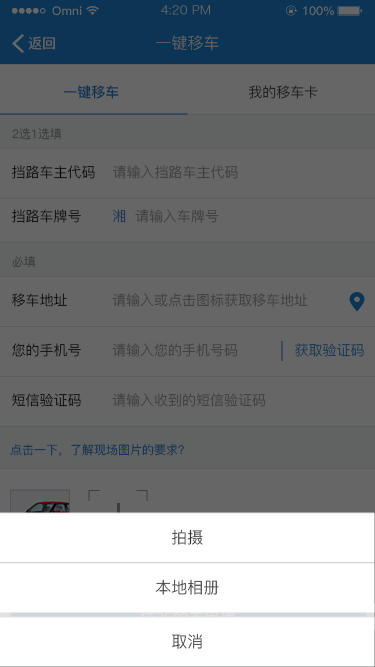 Omni 4:20 PM 100%
返回 一键移车
一键移车 我的移车卡
2选1选填
挡路车主代码 请输入挡路车主代码
挡路车牌号 湘 请输入车牌号
必填
移车地址 请输入或点击图标获取移车地址
您的手机号 请输入您的手机号码 获取验证码
短信验证码 请输入收到的短信验证码
点击一下，了解现场图片的要求?
拍摄
本地相册
取消